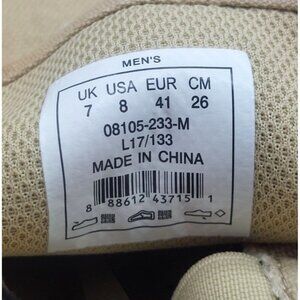 MEN'S
UK USA EUR CM
7 8 41 26
08105-233-M
L17/133
MADE IN CHINA
8 88612 43715 1